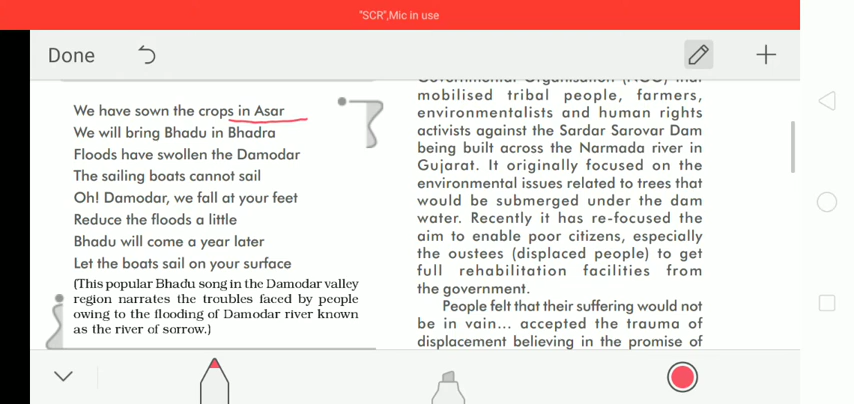 "SCR",Mic in use
Done
We have sown the crops in Asar
We will bring Bhadu in Bhadra
Floods have swollen the Damodar
The sailing boats cannot sail
Oh! Damodar, we fall at your feet
Reduce the floods a little
Bhadu will come a year later
Let the boats sail on your surface
(This popular Bhadu song in the Damodar valley
region narrates the troubles faced by people
owing to the flooding of Damodar river known
as the river of sorrow.)
Governmental Organisation (NGO) that
mobilised tribal people, farmers,
environmentalists and human rights
activists against the Sardar Sarovar Dam
being built across the Narmada river in
Gujarat. It originally focused on the
environmental issues related to trees that
would be submerged under the dam
water. Recently it has re-focused the
aim to enable poor citizens, especially
the oustees (displaced people) to get
full rehabilitation facilities from
the government.
People felt that their suffering would not
be in vain... accepted the trauma of
displacement believing in the promise of